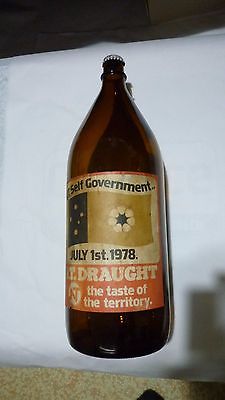 Self Government..
JULY 1st.1978.
.T. DRAUGHT
the taste of
the territory.